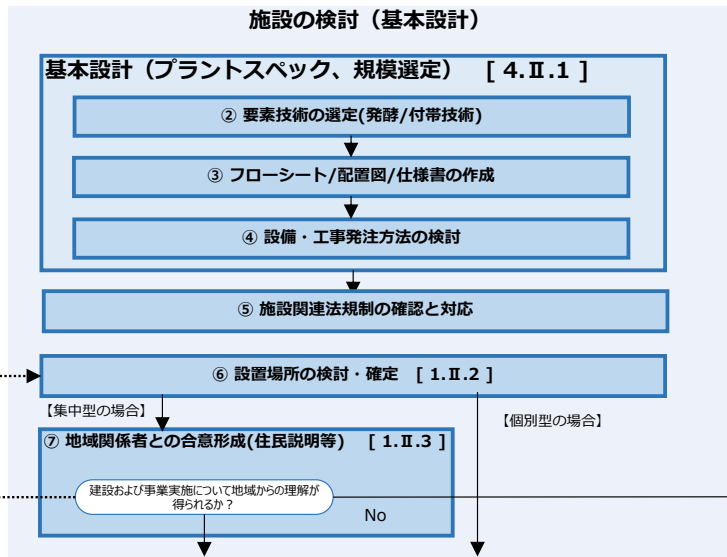 施設の検討（基本設計）
基本設計（プラントスペック、規模選定） [ 4.Ⅱ.1 ]
② 要素技術の選定(発酵/付帯技術)
③ フローシート/配置図/仕様書の作成
④ 設備・工事発注方法の検討
⑤ 施設関連法規制の確認と対応
⑥ 設置場所の検討・確定 [ 1.Ⅱ.2 ]
【集中型の場合】
【個別型の場合】
⑦ 地域関係者との合意形成(住民説明等) [ 1.Ⅱ.3 ]
建設および事業実施について地域からの理解が
得られるか？
No